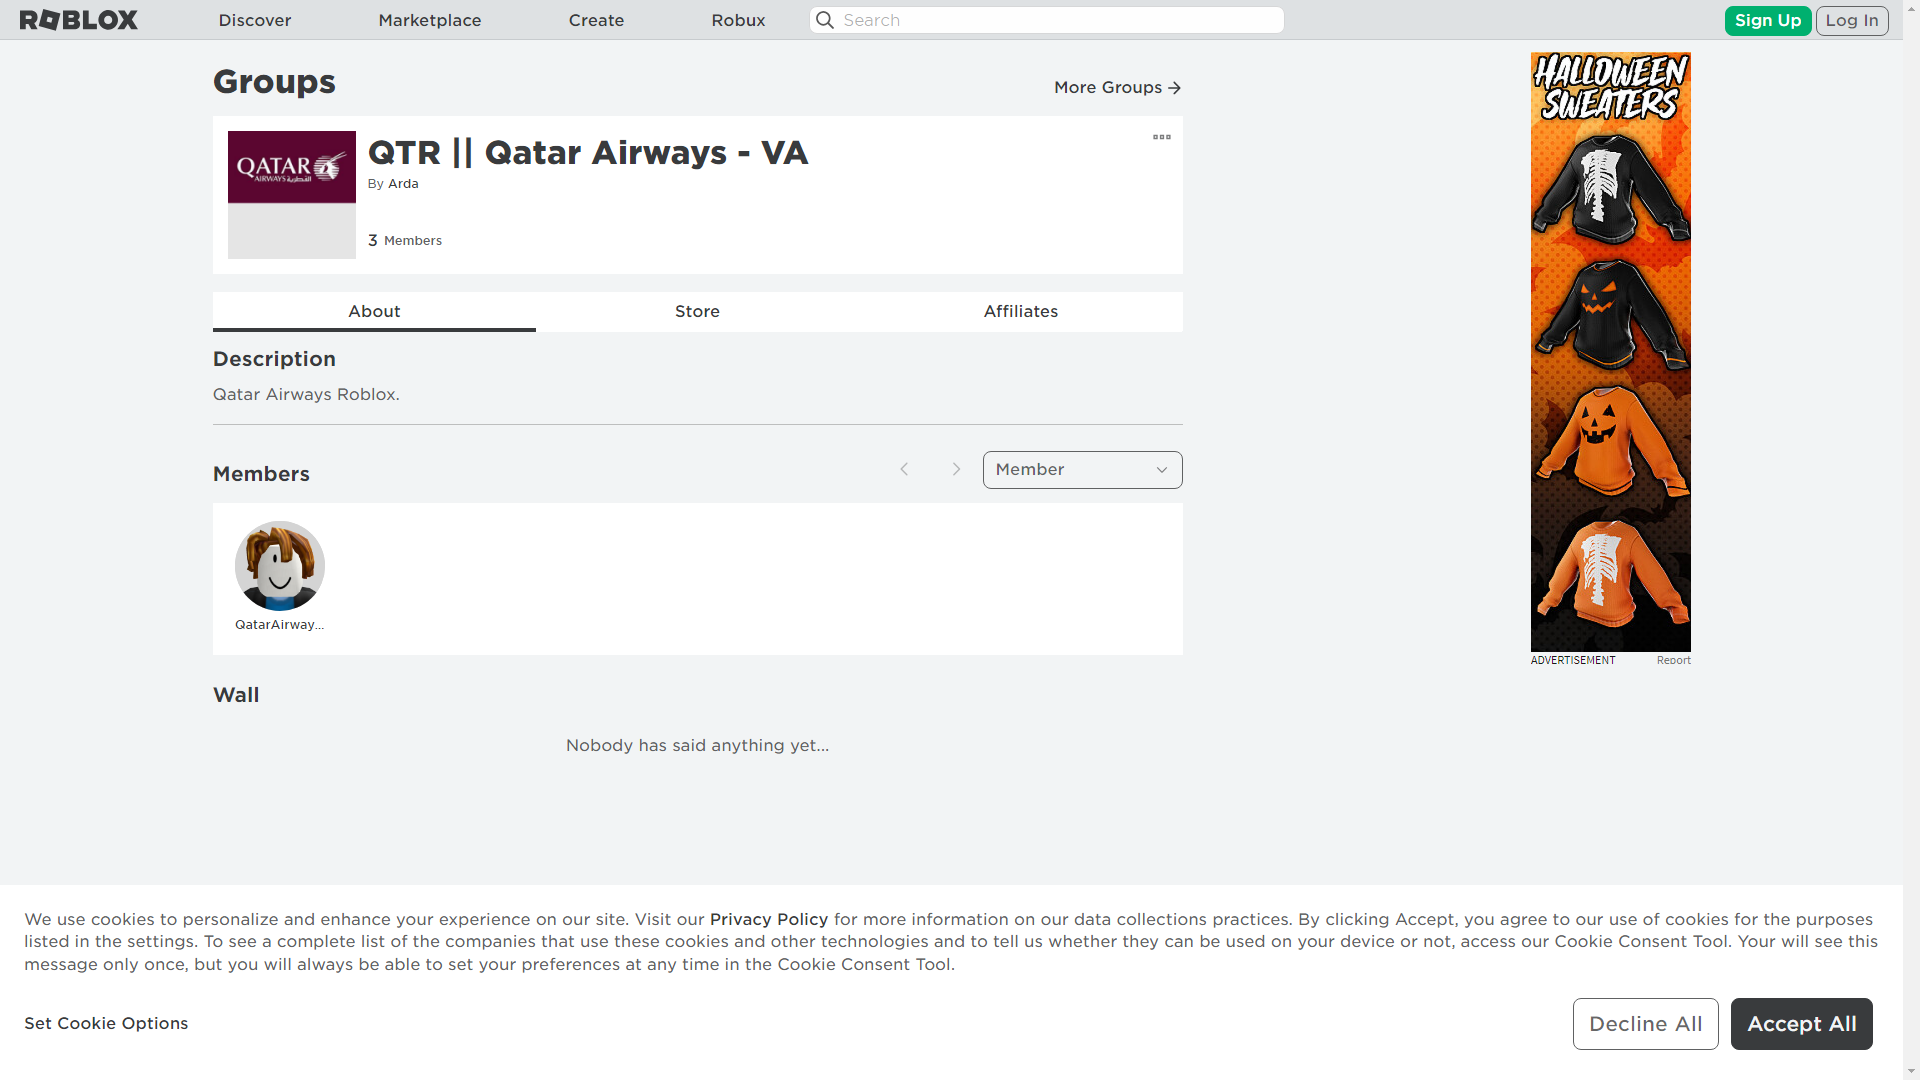 ROBLOX
Discover
Marketplace
Create
Robux
Search
Sign Up
Log In
Groups
More Groups
QATAR
AIRWAYS القطرية
QTR || Qatar Airways - VA
By Arda
3 Members
About
Store
Affiliates
Description
Qatar Airways Roblox.
Members
Member
QatarAirway...
Wall
Nobody has said anything yet...
HALLOWEEN
SWEATERS
ADVERTISEMENT
Report
We use cookies to personalize and enhance your experience on our site. Visit our Privacy Policy for more information on our data collections practices. By clicking Accept, you agree to our use of cookies for the purposes
listed in the settings. To see a complete list of the companies that use these cookies and other technologies and to tell us whether they can be used on your device or not, access our Cookie Consent Tool. Your will see this
message only once, but you will always be able to set your preferences at any time in the Cookie Consent Tool.
Set Cookie Options
Decline All
Accept All